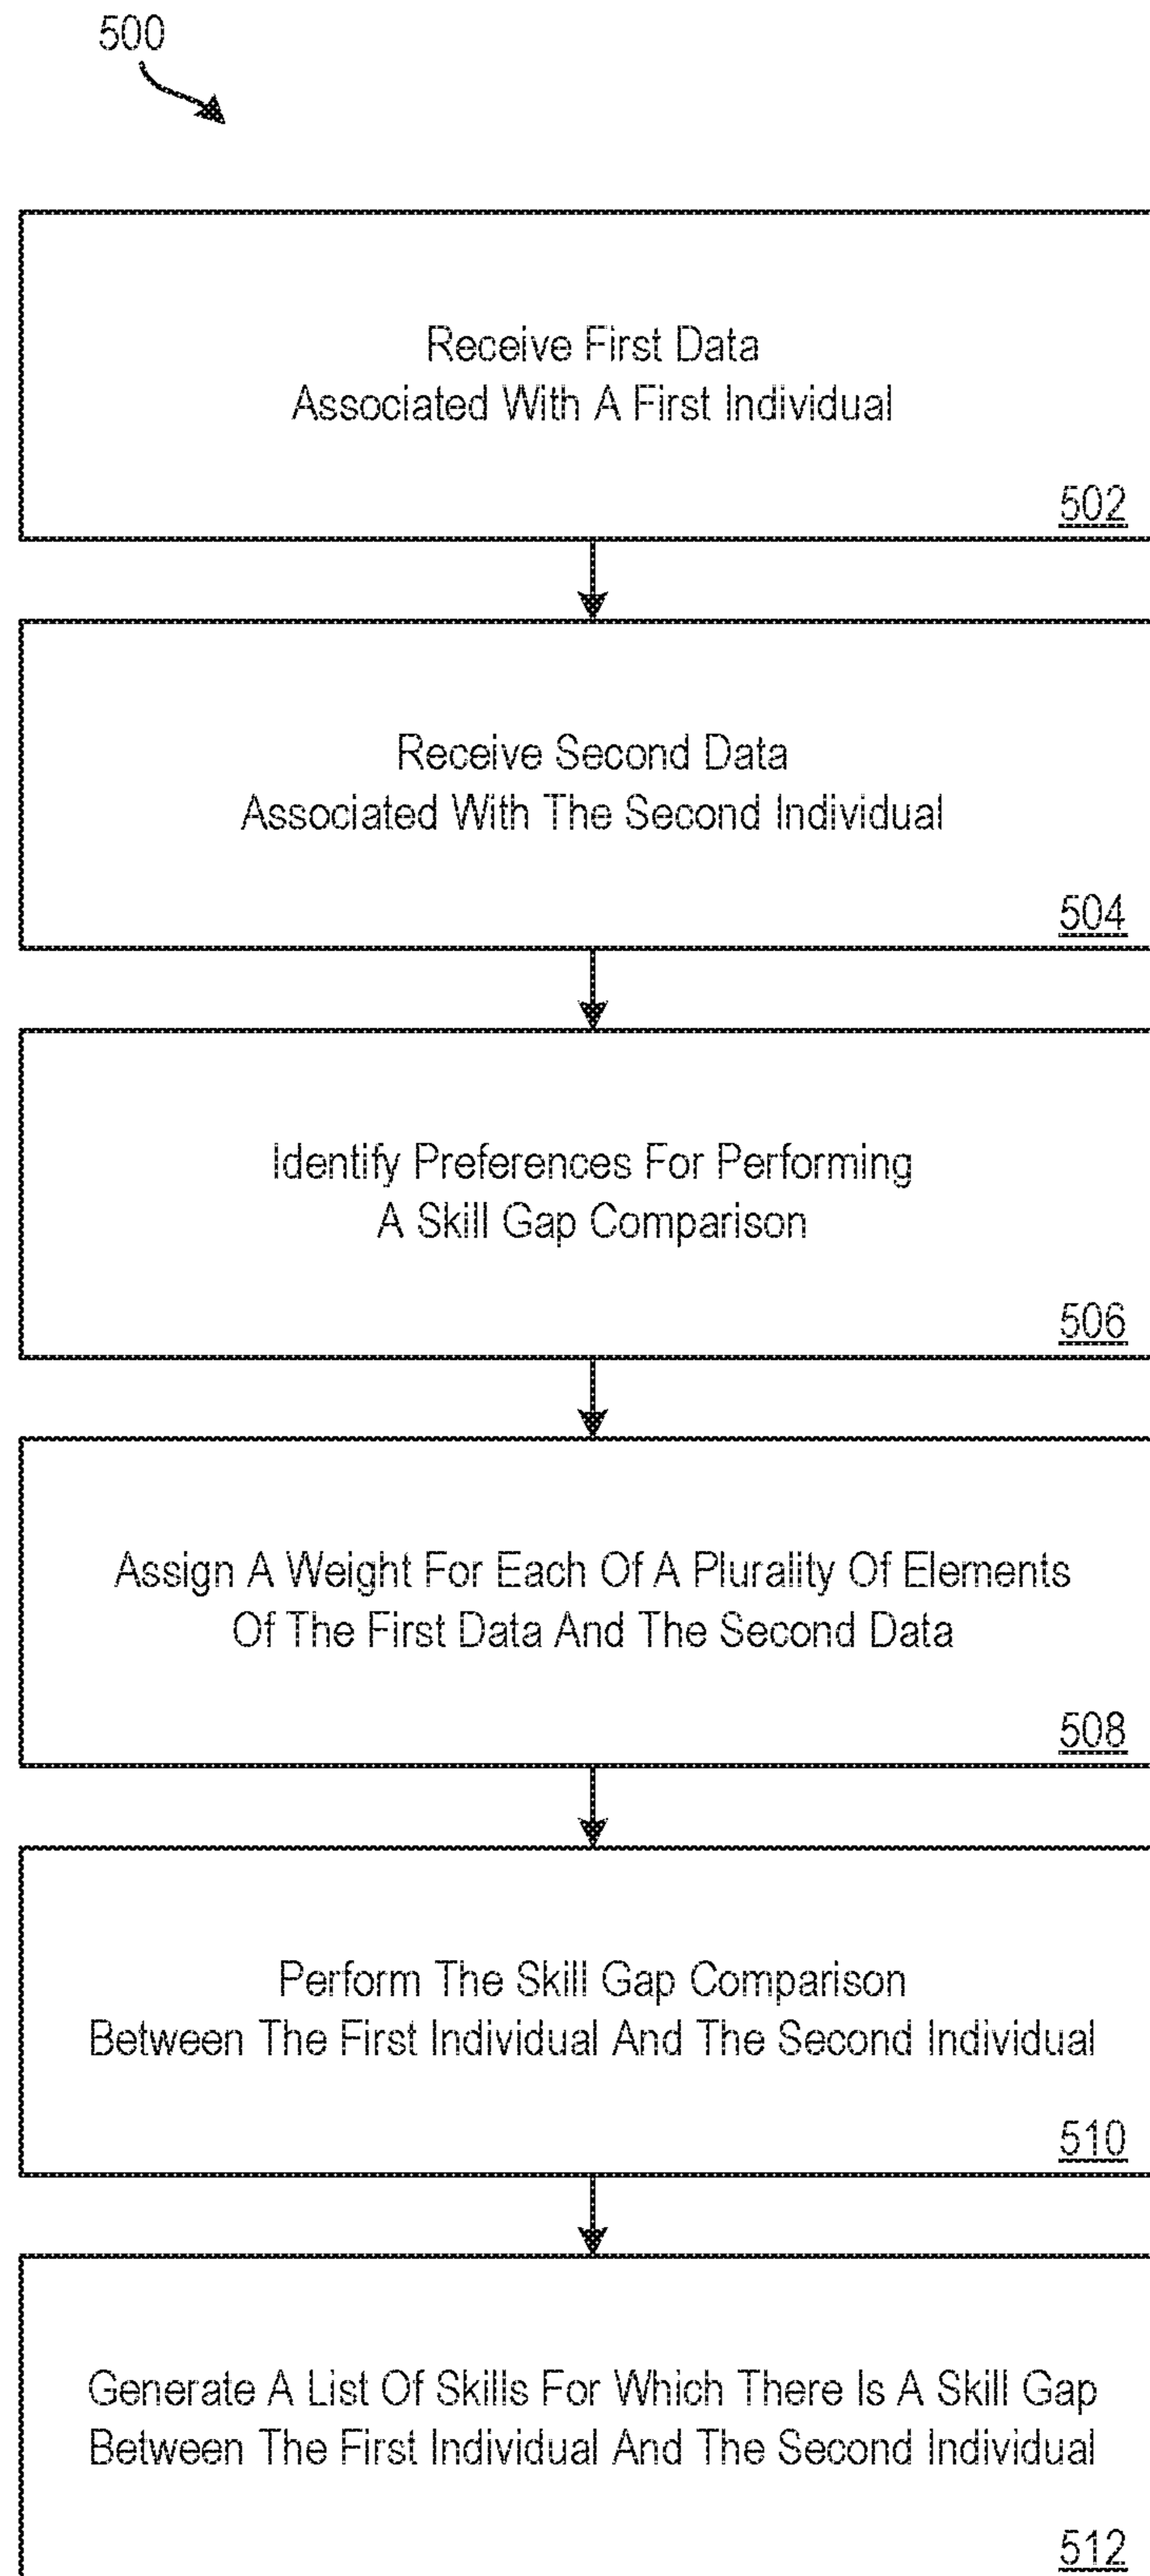 500
Receive First Data
Associated With A First Individual
502
Receive Second Data
Associated With The Second Individual
504
Identify Preferences For Performing
A Skill Gap Comparison
506
Assign A Weight For Each Of A Plurality Of Elements
Of The First Data And The Second Data
508
Perform The Skill Gap Comparison
Between The First Individual And The Second Individual
510
Generate A List Of Skills For Which There Is A Skill Gap
Between The First Individual And The Second Individual
512